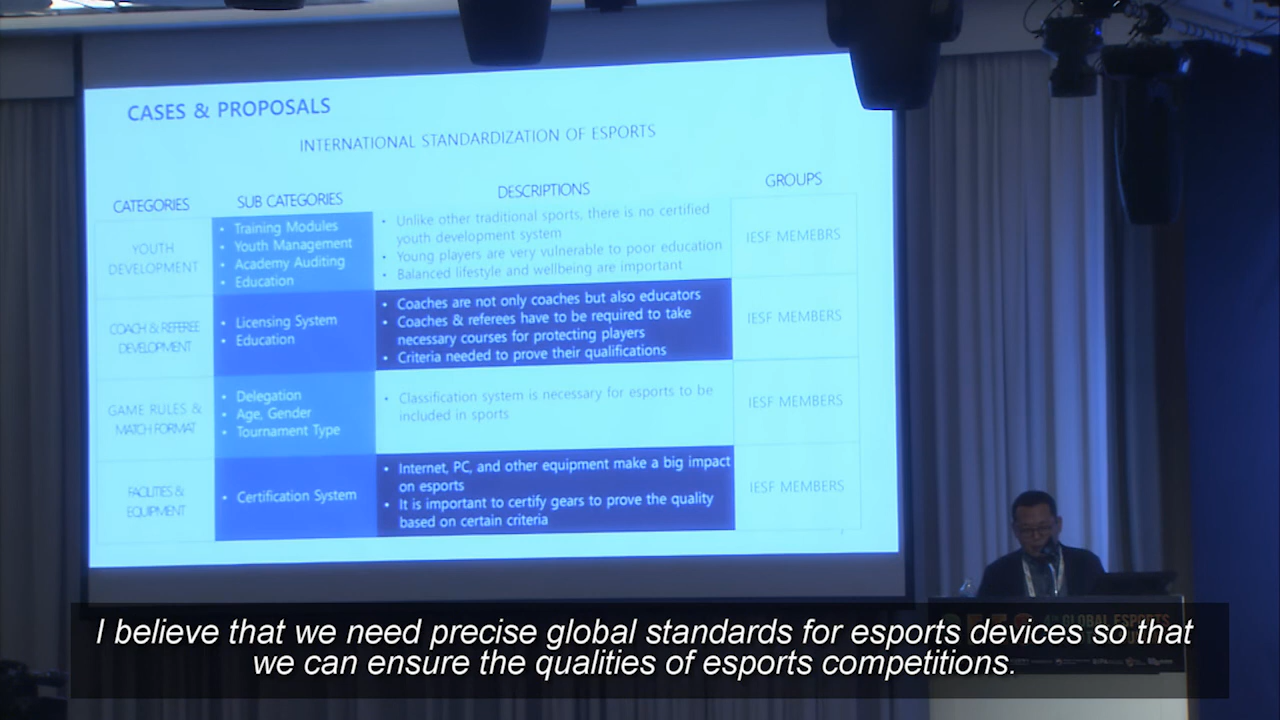 CASES & PROPOSALS
INTERNATIONAL STANDARDIZATION OF ESPORTS
CATEGORIES
SUB CATEGORIES
DESCRIPTIONS
GROUPS
YOUTH
DEVELOPMENT
• Training Modules
• Youth Management
• Academy Auditing
• Education
• Unlike other traditional sports, there is no certified
youth development system
• Young players are very vulnerable to poor education
• Balanced lifestyle and wellbeing are important
IESF MEMEBRS
COACH & REFEREE
DEVELOPMENT
• Licensing System
• Education
• Coaches are not only coaches but also educators
• Coaches & referees have to be required to take
necessary courses for protecting players
• Criteria needed to prove their qualifications
IESF MEMBERS
GAME RULES &
MATCH FORMAT
• Delegation
• Age, Gender
• Tournament Type
• Classification system is necessary for esports to be
included in sports
IESF MEMBERS
FACILITIES &
EQUIPMENT
• Certification System
• Internet, PC, and other equipment make a big impact
on esports
• It is important to certify gears to prove the quality
based on certain criteria
IESF MEMBERS
GLOBAL ESPORTS
I believe that we need precise global standards for esports devices so that
we can ensure the qualities of esports competitions.